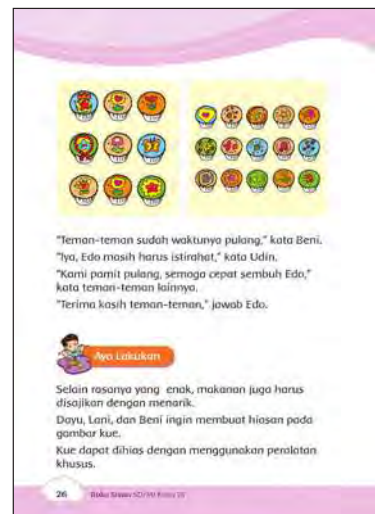 "Teman-teman sudah waktunya pulang," kata Beni.
"Iya, Edo masih harus istirahat," kata Udin.
"Kami pamit pulang, semoga cepat sembuh Edo,"
kata teman-teman lainnya.
"Terima kasih teman-teman," jawab Edo.
Ayo Lakukan
Selain rasanya yang enak, makanan juga harus
disajikan dengan menarik.
Dayu, Lani, dan Beni ingin membuat hiasan pada
gambar kue.
Kue dapat dihias dengan menggunakan peralatan
khusus.
26 Buku Siswa SD/MI Kelas